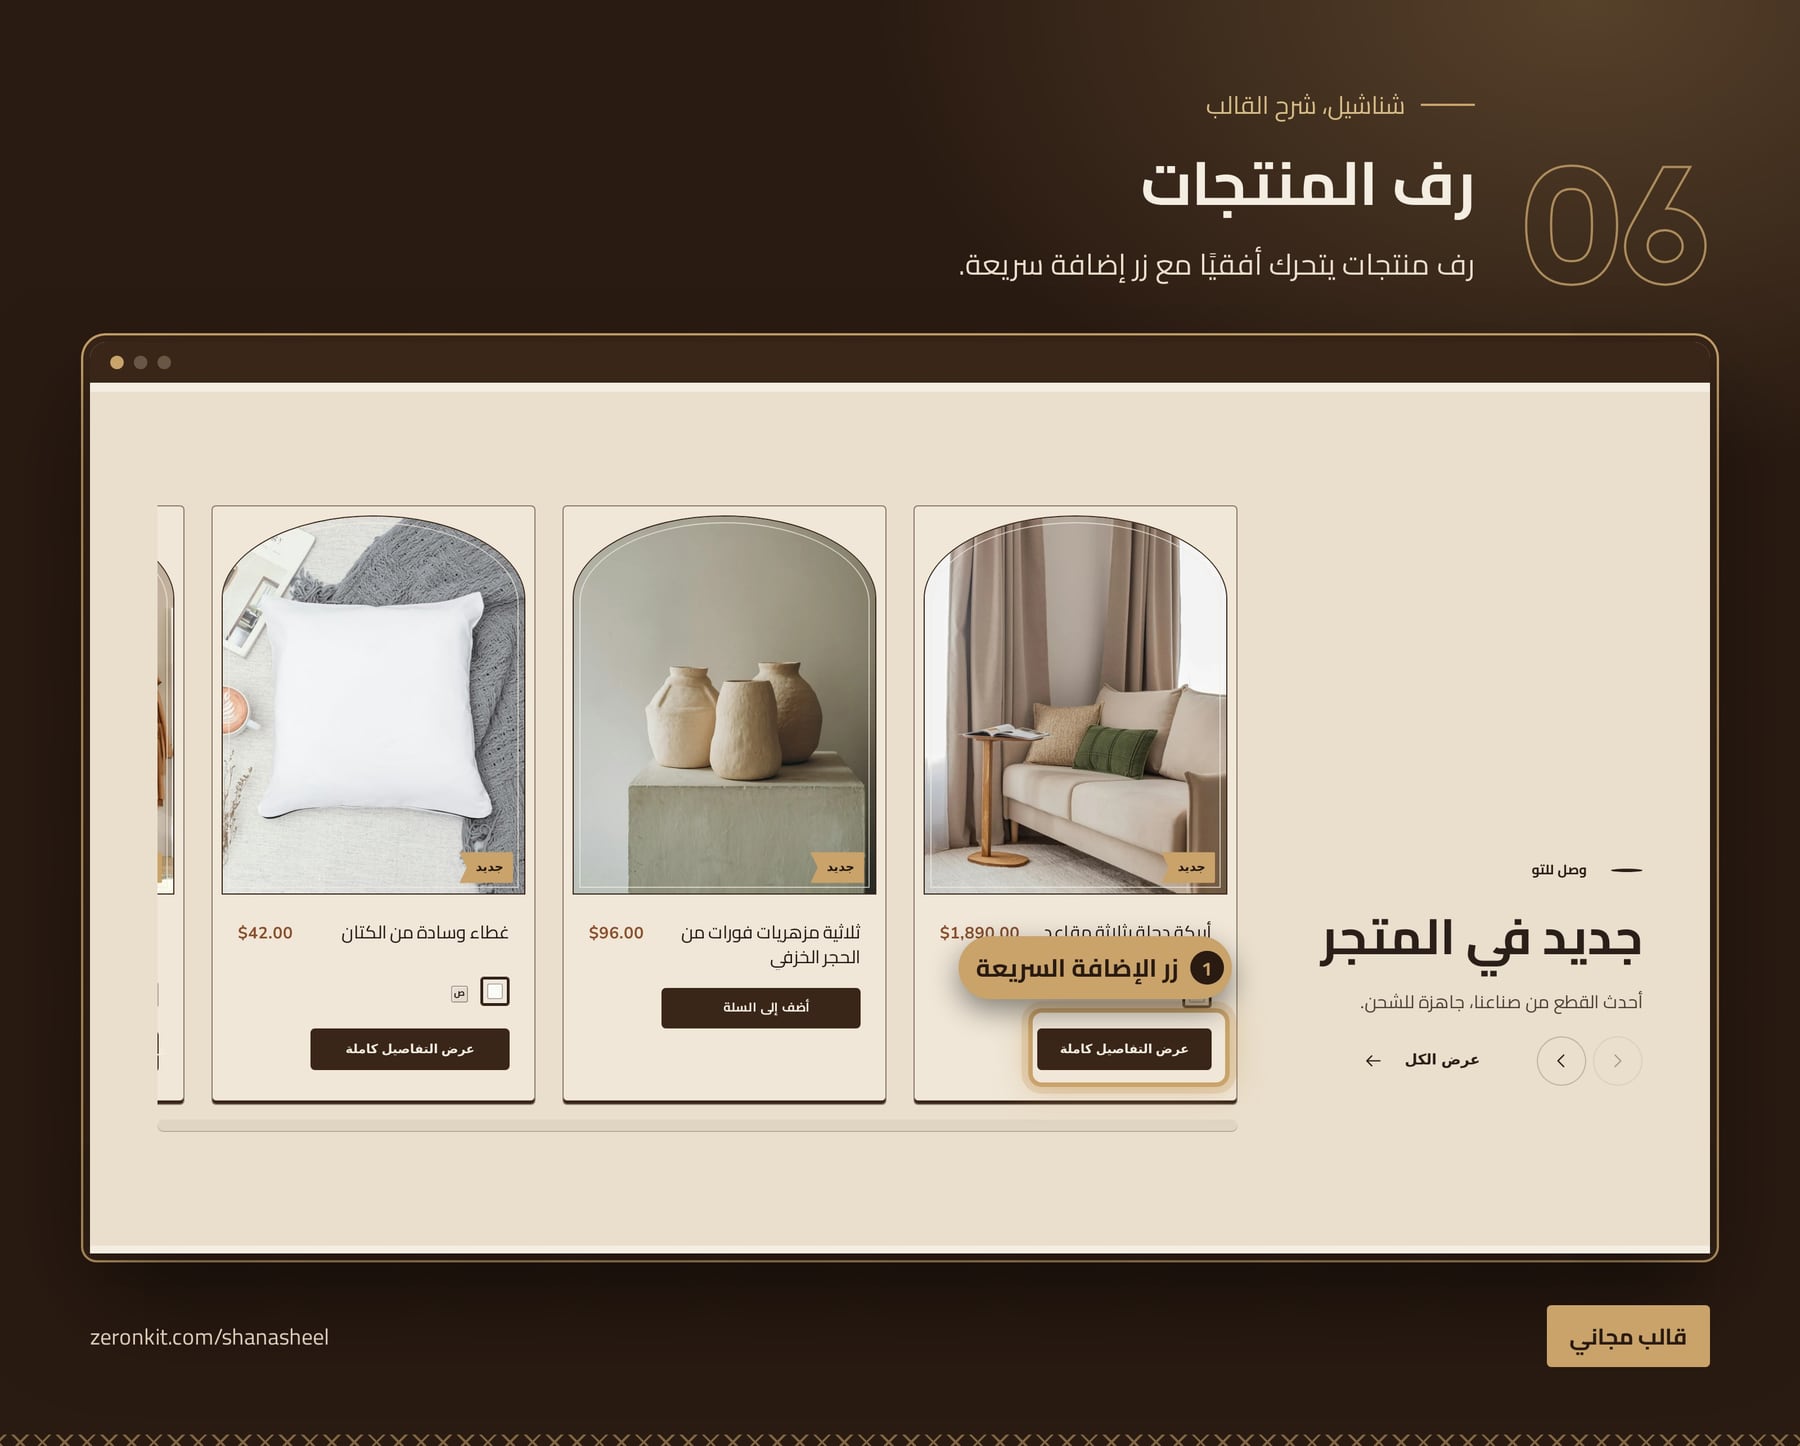 شناشيل، شرح القالب
06
رف المنتجات
رف منتجات يتحرك أفقيًا مع زر إضافة سريعة.
وصل للتو
جديد في المتجر
أحدث القطع من صناعنا، جاهزة للشحن.
عرض الكل
جديد
$1,890.00
1 زر الإضافة السريعة
عرض التفاصيل كاملة
جديد
ثلاثية مزهريات فورات من
الحجر الخزفي
$96.00
أضف إلى السلة
جديد
غطاء وسادة من الكتان
$42.00
ص
عرض التفاصيل كاملة
قالب مجاني
zeronkit.com/shanasheel